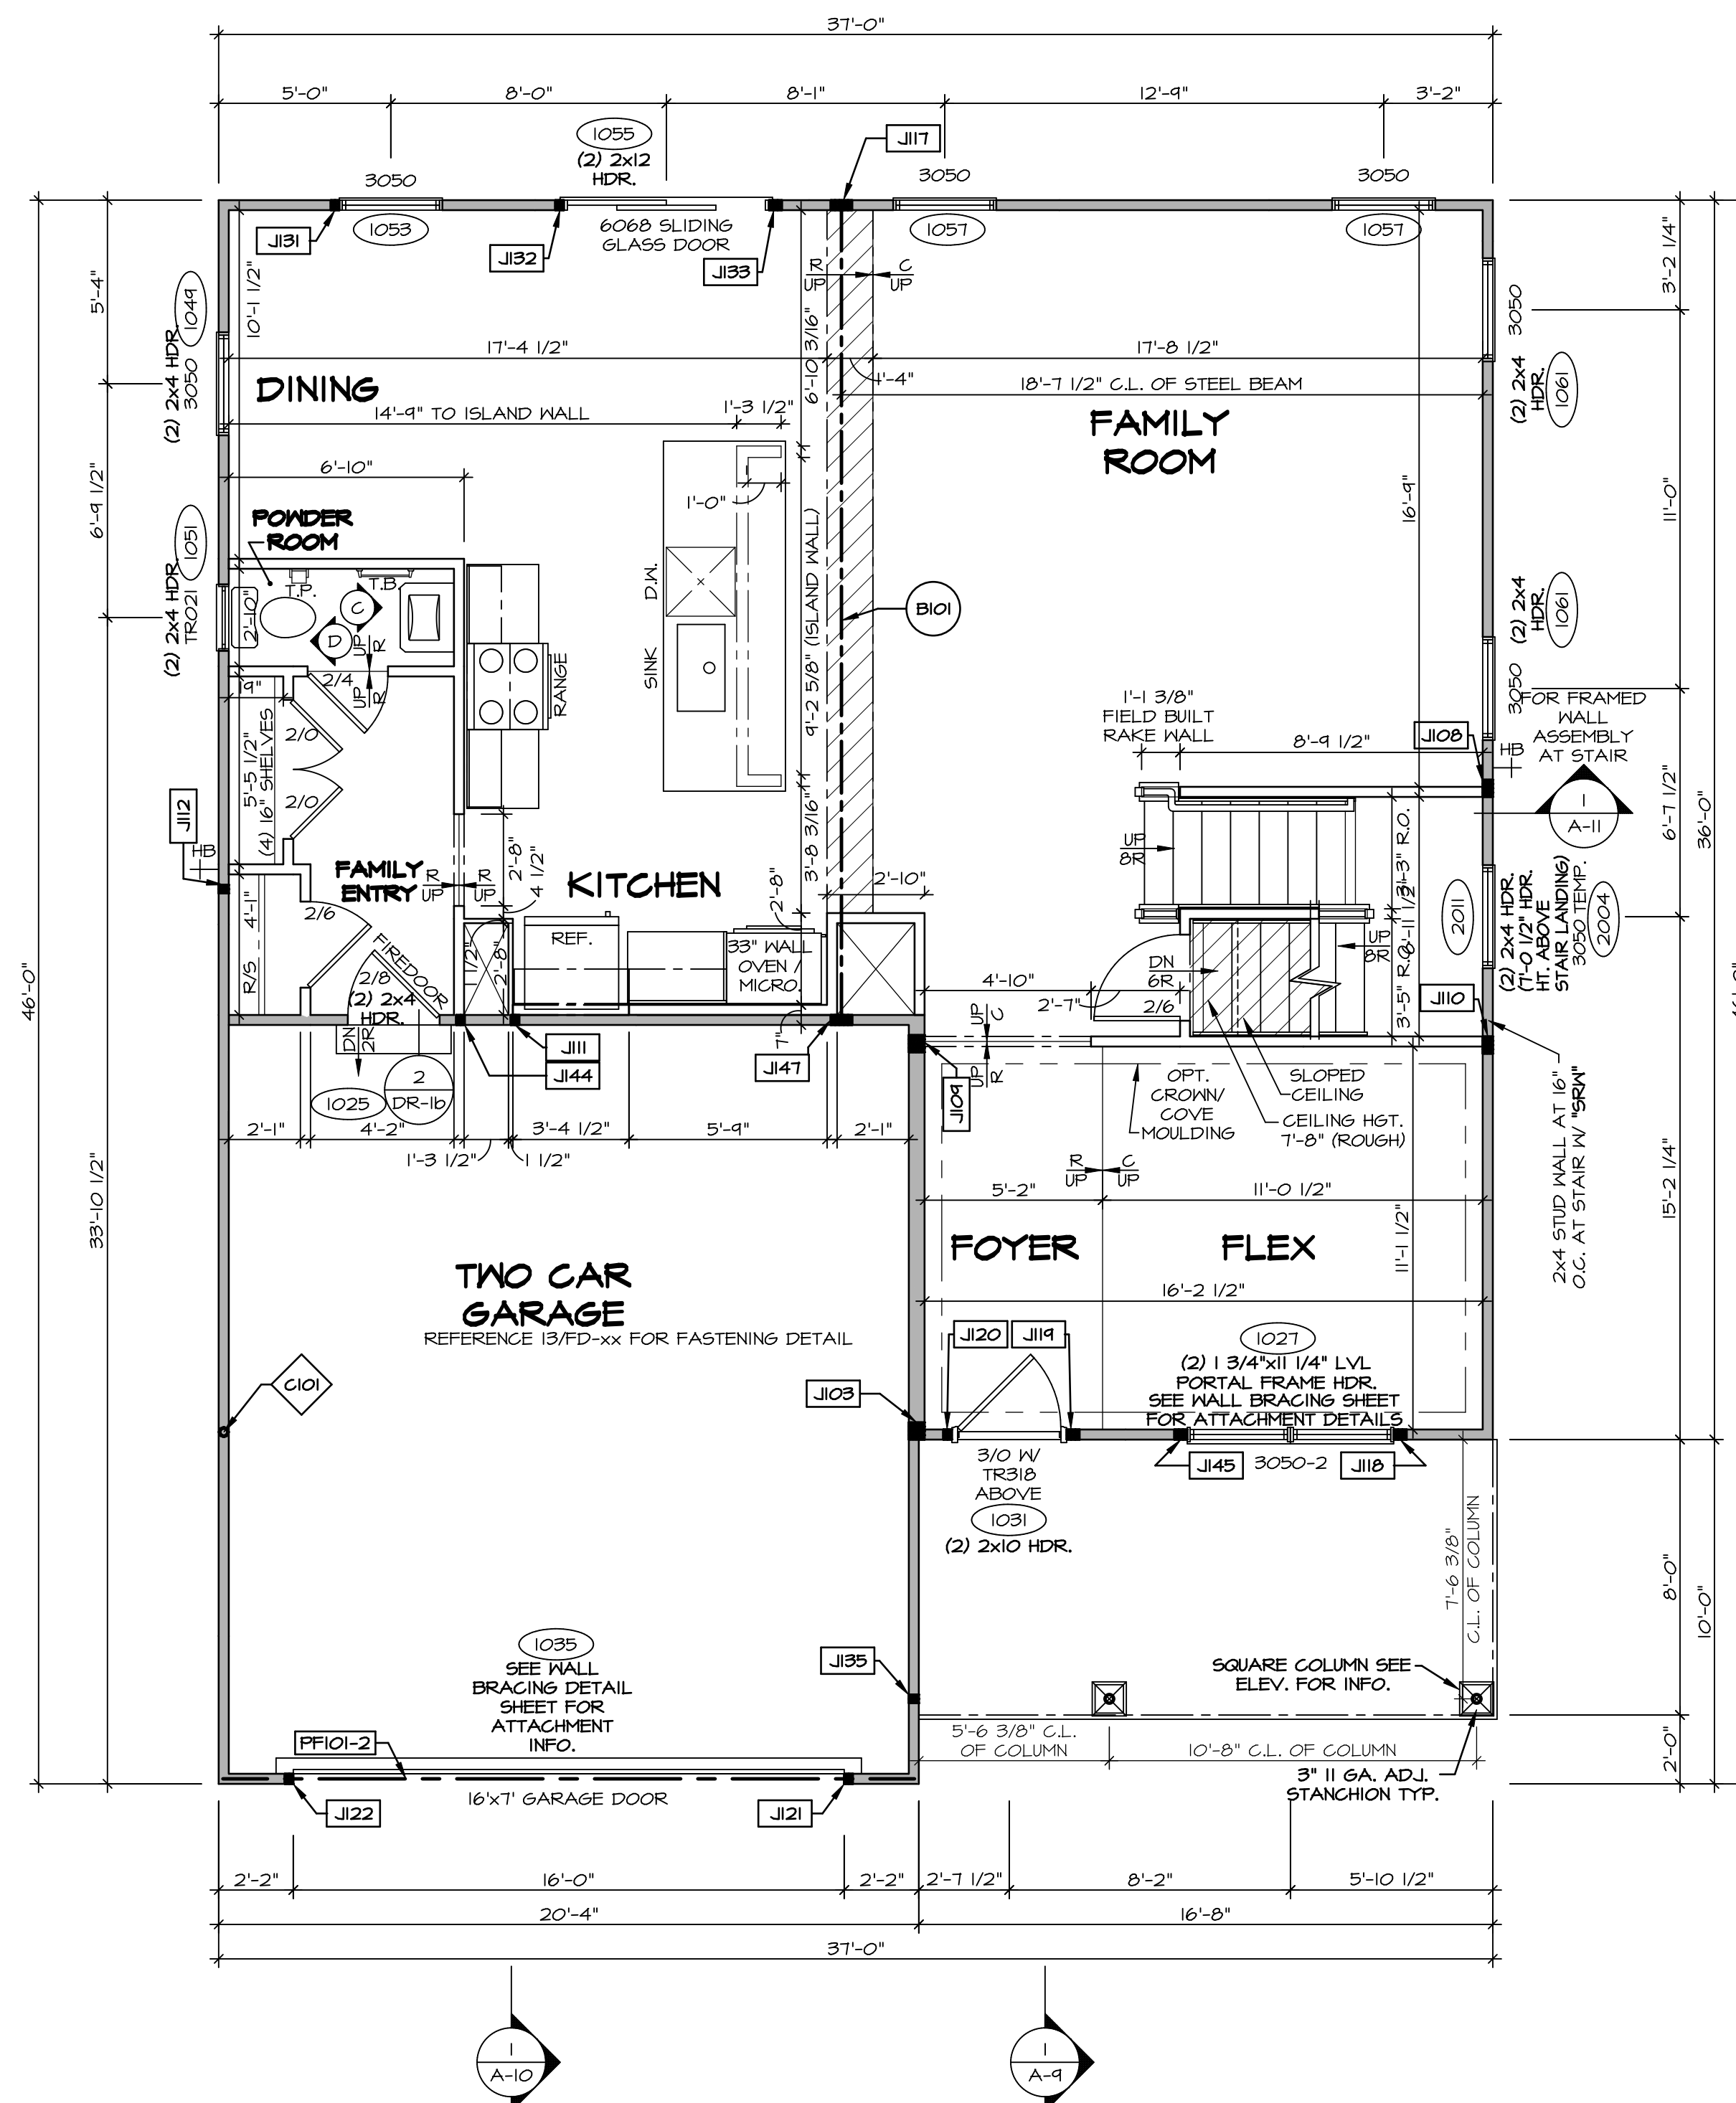 37'-0"
5'-0"
8'-0"
8'-1"
12'-9"
3'-2"
1055
(2) 2x12
HDR.
J117
3050
3050
3050
J131
1053
J132
6068 SLIDING
GLASS DOOR
J133
1057
1057
R
UP
C
UP
5'-4"
10'-1 1/2"
1049
(2) 2x4 HDR.
3050
17'-4 1/2"
6'-10 3/16"
17'-8 1/2"
1'-4"
18'-7 1/2" C.L. OF STEEL BEAM
3'-2 1/4"
3050
(2) 2x4
HDR.
1061
DINING
14'-9" TO ISLAND WALL
1'-3 1/2"
FAMILY
ROOM
6'-10"
1'-0"
16'-9"
11'-0"
6'-9 1/2"
POWDER
ROOM
1051
(2) 2x4 HDR.
TR021
T.P.
T.B.
2'-10"
C
D
UP
R
UP
R
2/4
D.W.
SINK
RANGE
9'-2 5/8" (ISLAND WALL)
B101
(2) 2x4
HDR.
1061
3050
19"
2/0
2/0
5'-5 1/2"
(4) 16" SHELVES
1'-1 3/8"
FIELD BUILT
RAKE WALL
8'-9 1/2"
J108
HB
FOR FRAMED
WALL
ASSEMBLY
AT STAIR
1
A-11
6'-7 1/2"
36'-0"
J112
HB
FAMILY
ENTRY
R
UP
R
UP
2'-8"
4 1/2"
KITCHEN
3'-8 3/16"
2'-8"
2'-10"
UP
8R
3'-3" R.O.
6'-11 1/2"
3'-5" R.O.
2011
(2) 2x4 HDR.
(7'-0 1/2" HDR.
HT. ABOVE
STAIR LANDING)
3050 TEMP.
2004
2/6
4'-1"
R/S
FIREDOOR
2/8
(2) 2x4
HDR.
1 1/2"
2'-8"
REF.
33" WALL
OVEN /
MICRO.
DN
6R
UP
8R
4'-10"
2'-7"
2/6
J110
46'-0"
DN
2R
1025
2
DR-1b
J111
J144
J147
7"
J109
UP
C
UP
R
OPT.
CROWN/
COVE
MOULDING
SLOPED
CEILING
CEILING HGT.
7'-8" (ROUGH)
2x4 STUD WALL AT 16"
O.C. AT STAIR W/ "SRW"
2'-1"
4'-2"
1'-3 1/2"
1 1/2"
3'-4 1/2"
5'-9"
2'-1"
33'-10 1/2"
R
UP
C
UP
5'-2"
11'-0 1/2"
11'-1 1/2"
15'-2 1/4"
FOYER
FLEX
16'-2 1/2"
TWO CAR
GARAGE
REFERENCE 13/FD-xx FOR FASTENING DETAIL
C101
J103
J120
J119
1027
(2) 1 3/4"x11 1/4" LVL
PORTAL FRAME HDR.
SEE WALL BRACING SHEET
FOR ATTACHMENT DETAILS
3/0 W/
TR318
ABOVE
1031
(2) 2x10 HDR.
J145
3050-2
J118
7'-6 3/8"
C.L. OF COLUMN
8'-0"
10'-0"
1035
SEE WALL
BRACING DETAIL
SHEET FOR
ATTACHMENT
INFO.
J135
SQUARE COLUMN SEE
ELEV. FOR INFO.
PF101-2
5'-6 3/8" C.L.
OF COLUMN
10'-8" C.L. OF COLUMN
2'-0"
J122
16'x7' GARAGE DOOR
J121
3" 11 GA. ADJ.
STANCHION TYP.
2'-2"
16'-0"
2'-2"
2'-7 1/2"
8'-2"
5'-10 1/2"
20'-4"
16'-8"
37'-0"
1
A-10
1
A-9